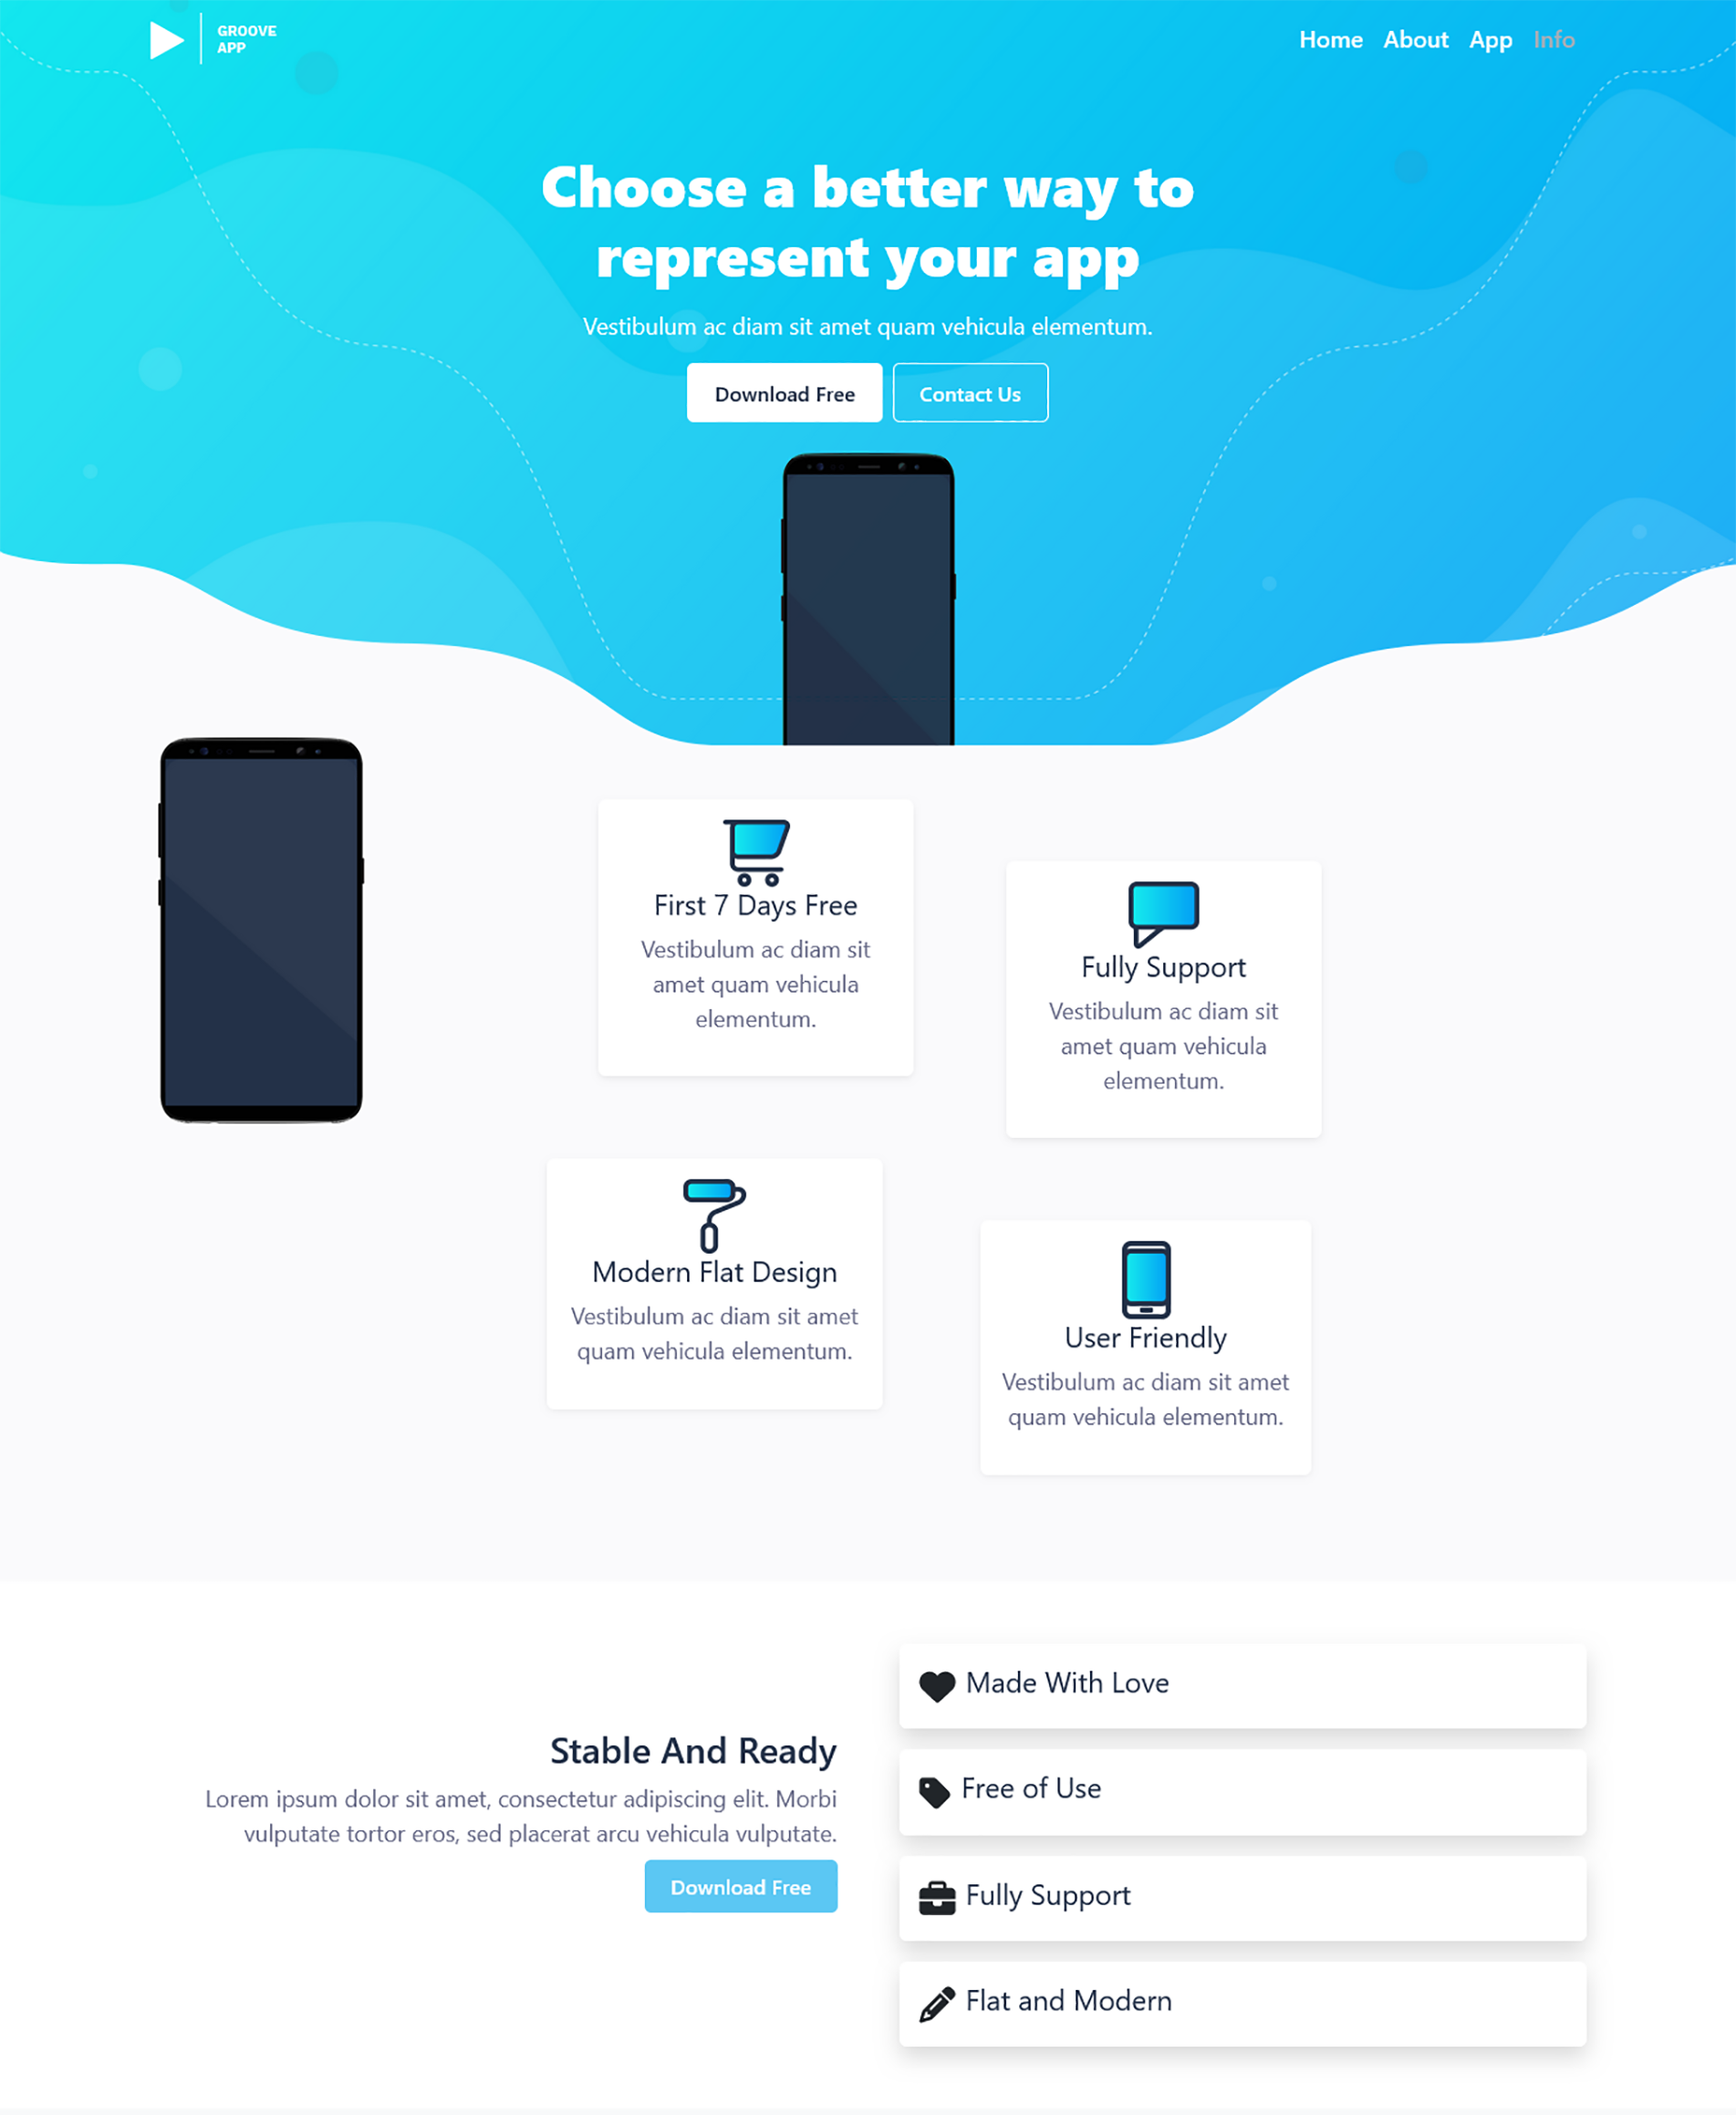 GROOVE
APP
Home About App Info
Choose a better way to
represent your app
Vestibulum ac diam sit amet quam vehicula elementum.
Download Free
Contact Us
First 7 Days Free
Vestibulum ac diam sit
amet quam vehicula
elementum.
Fully Support
Vestibulum ac diam sit
amet quam vehicula
elementum.
Modern Flat Design
Vestibulum ac diam sit amet
quam vehicula elementum.
User Friendly
Vestibulum ac diam sit amet
quam vehicula elementum.
Stable And Ready
Lorem ipsum dolor sit amet, consectetur adipiscing elit. Morbi
vulputate tortor eros, sed placerat arcu vehicula vulputate.
Download Free
Made With Love
Free of Use
Fully Support
Flat and Modern